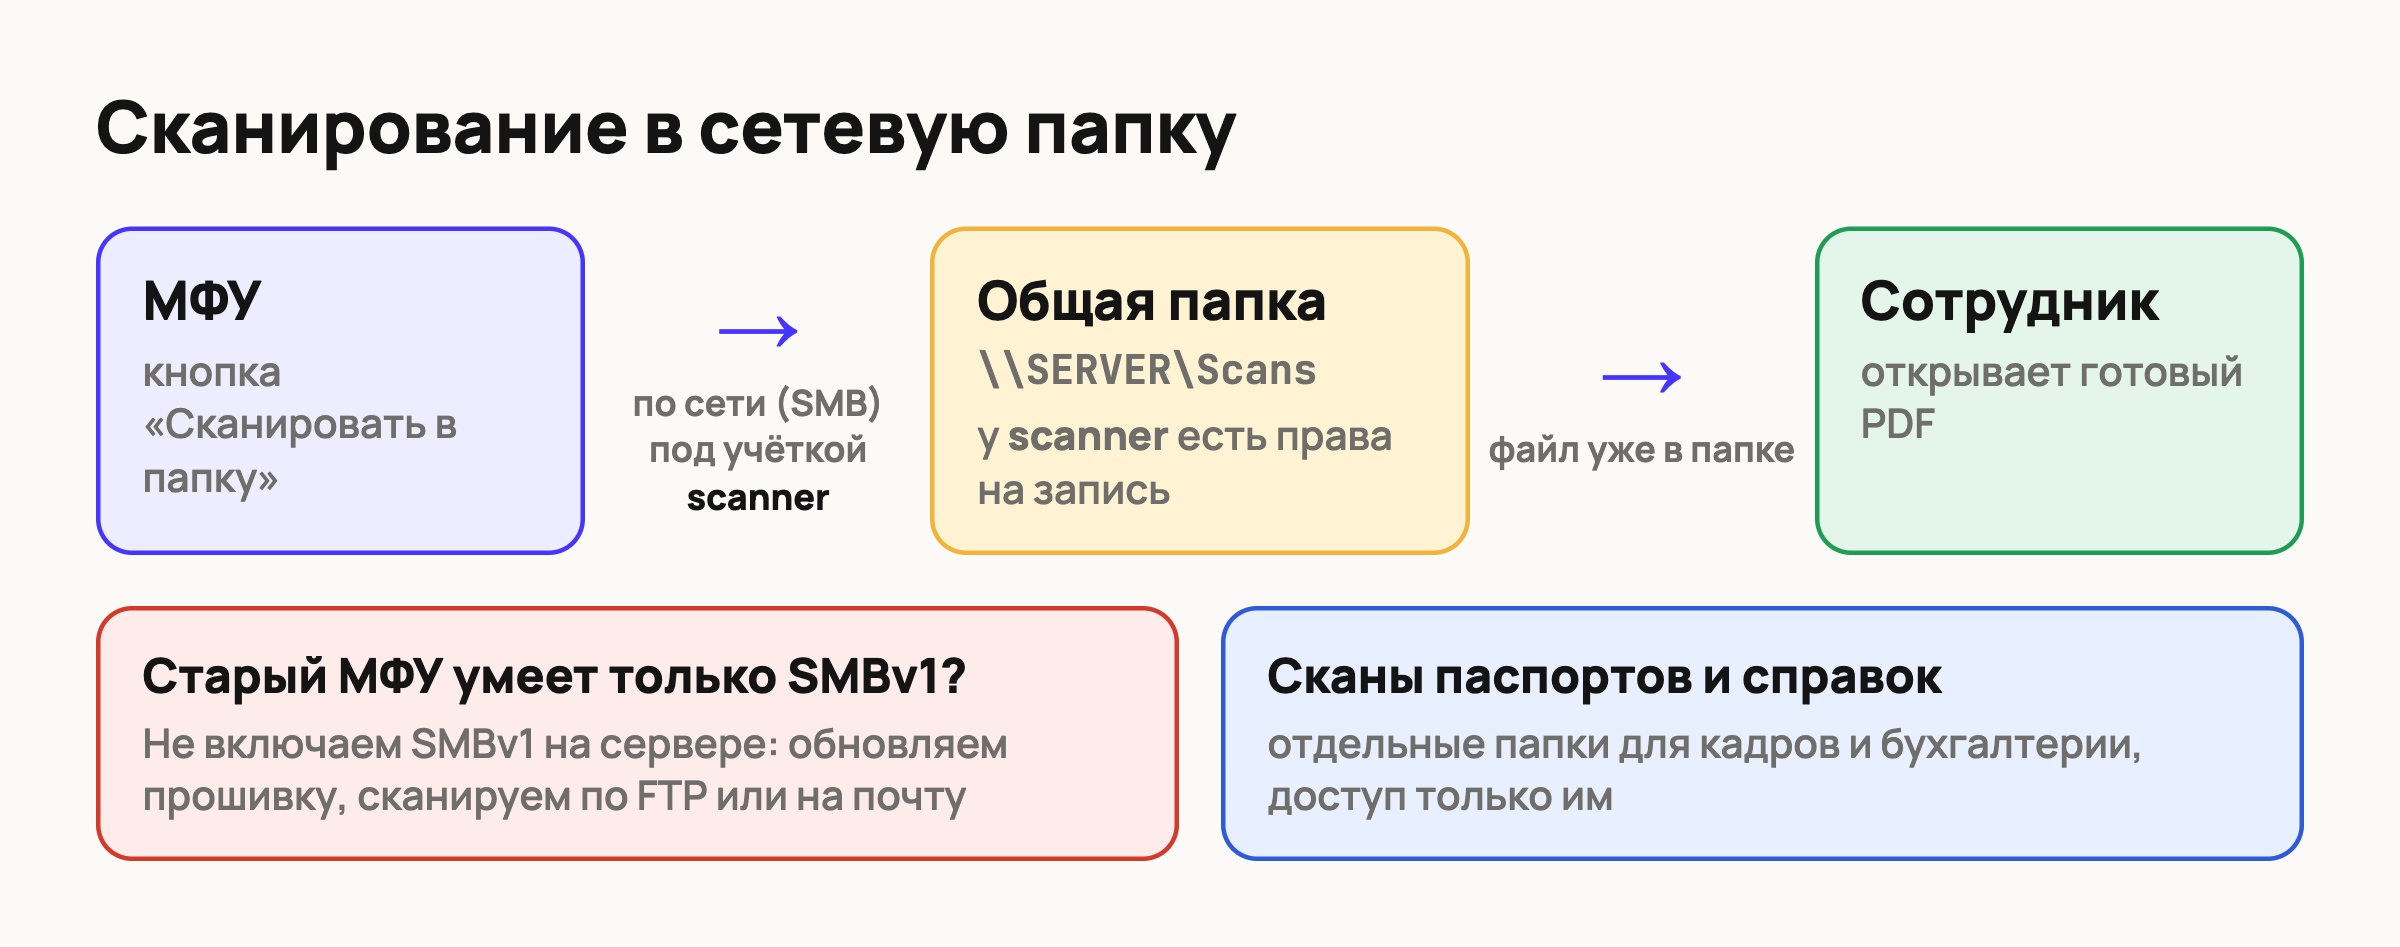 Сканирование в сетевую папку
МФУ
кнопка
«Сканировать в
папку»
→
по сети (SMB)
под учёткой
scanner
Общая папка
\\SERVER\Scans
у scanner есть права
на запись
→
файл уже в папке
Сотрудник
открывает готовый
PDF
Старый МФУ умеет только SMBv1?
Не включаем SMBv1 на сервере: обновляем
прошивку, сканируем по FTP или на почту
Сканы паспортов и справок
отдельные папки для кадров и бухгалтерии,
доступ только им